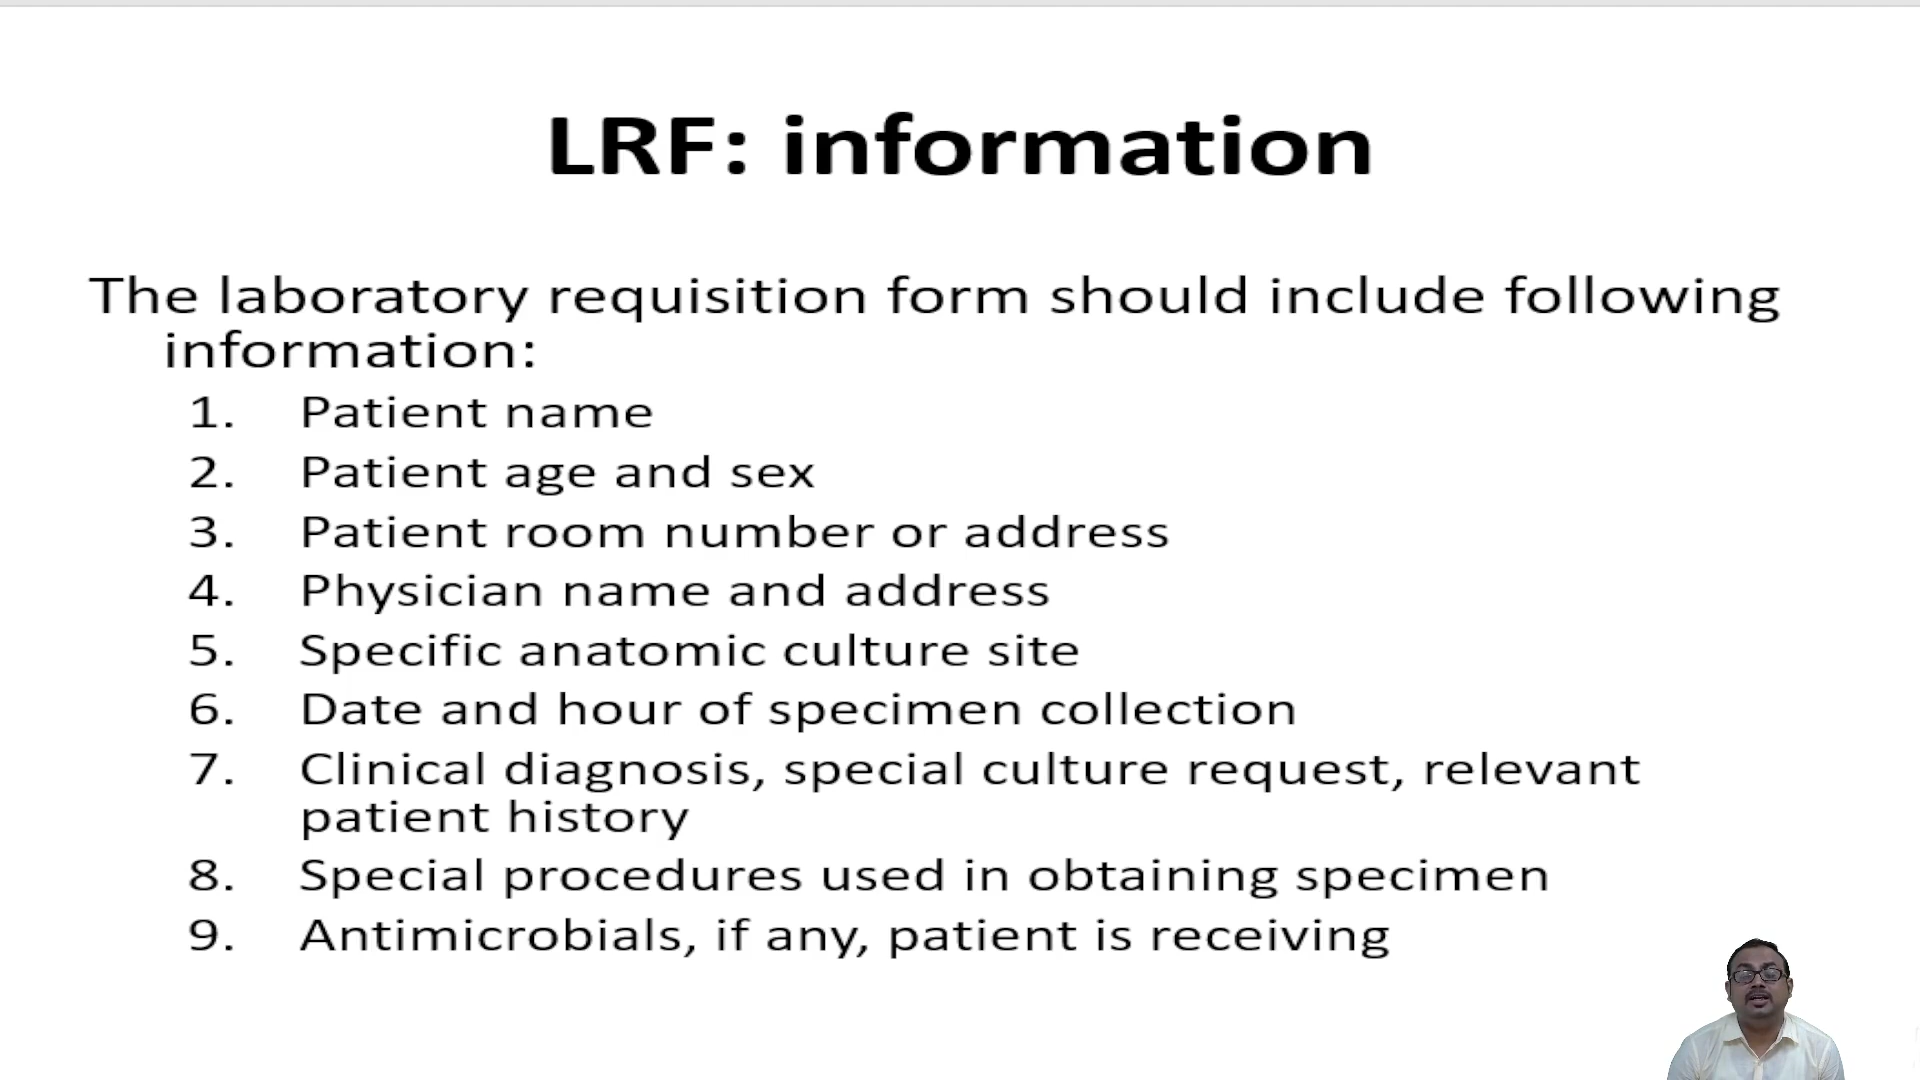 LRF: information
The laboratory requisition form should include following
information:
1. Patient name
2. Patient age and sex
3. Patient room number or address
4. Physician name and address
5. Specific anatomic culture site
6. Date and hour of specimen collection
7. Clinical diagnosis, special culture request, relevant
patient history
8. Special procedures used in obtaining specimen
9. Antimicrobials, if any, patient is receiving